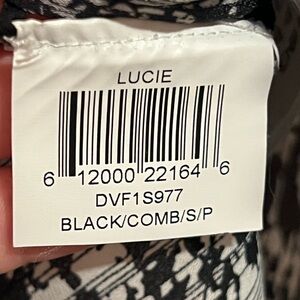 LUCIE
6 12000 22164 6
DVF1S977
BLACK/COMB/S/P